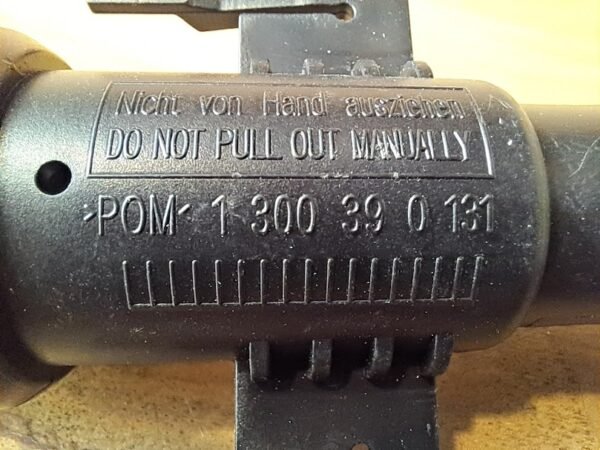 Nicht von Hand ausziehen
DO NOT PULL OUT MANUALLY
>POM< 1 300 39 0 131